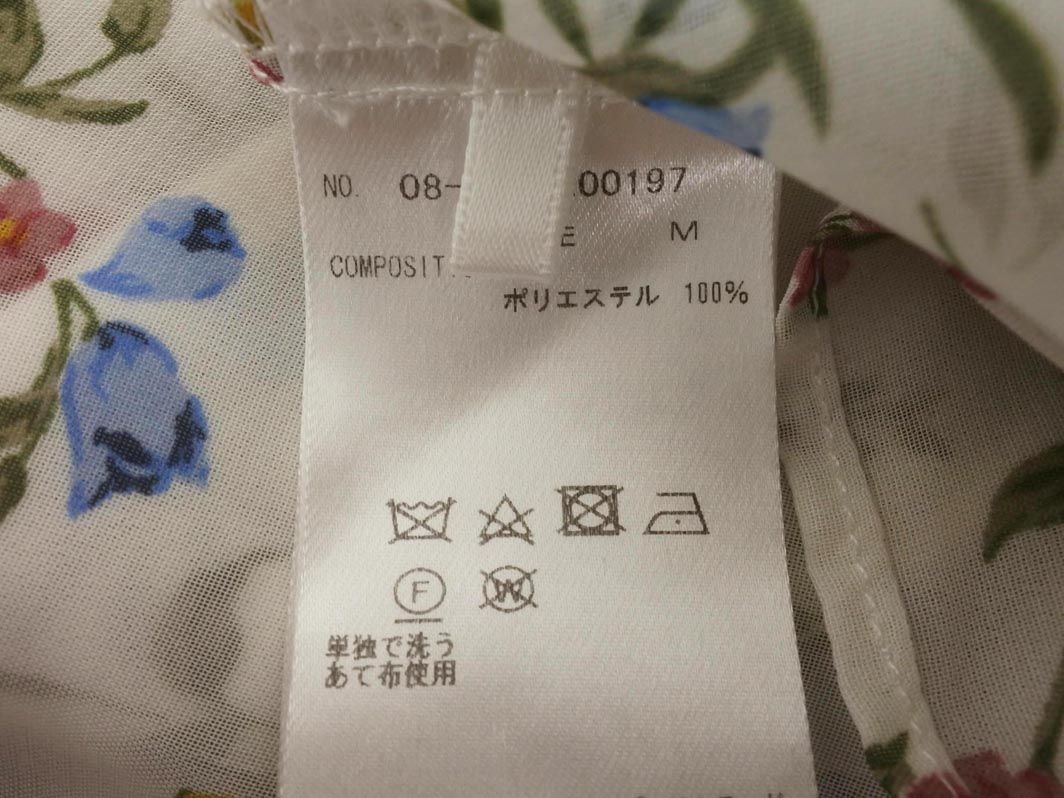 NO. 08- .00197
E M
COMPOSIT
ポリエステル 100%
F W
単独で洗う
あて布使用